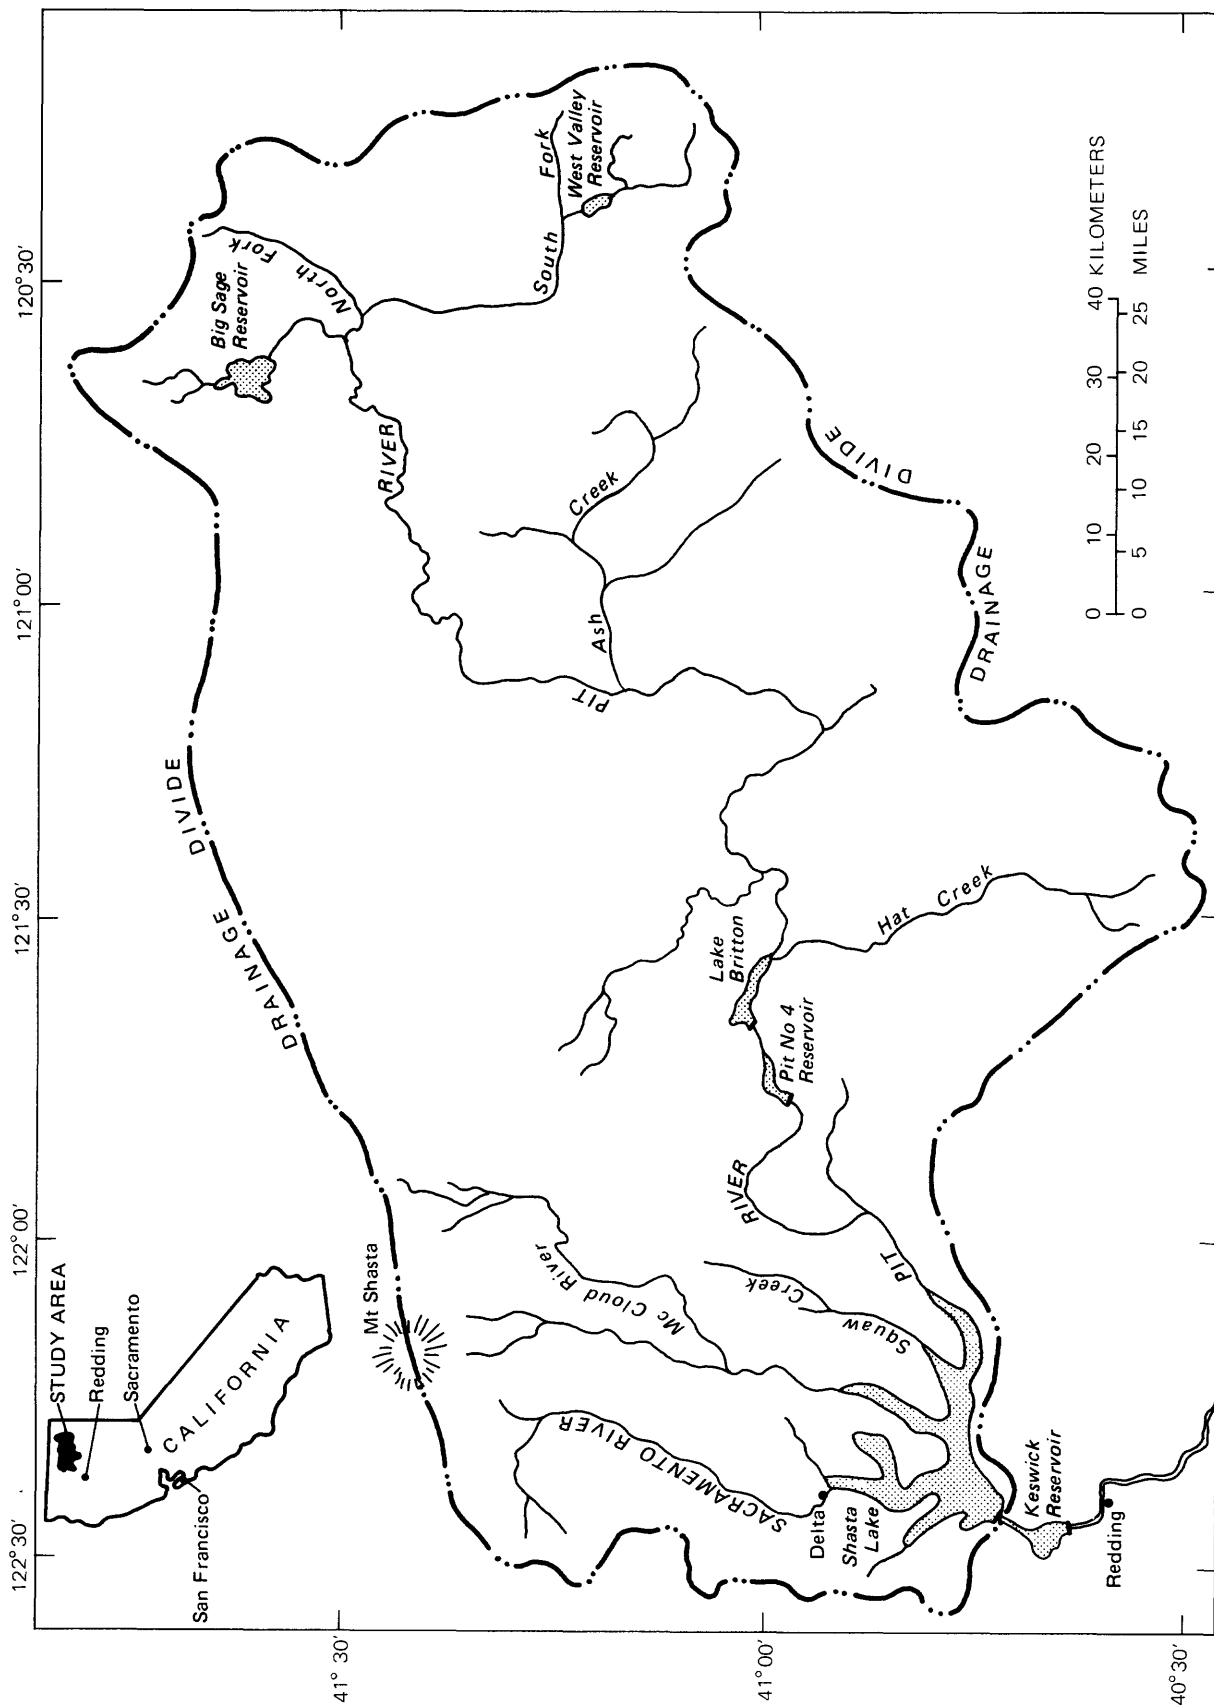 122°30'
122°00'
121°30'
121°00'
120°30'
41° 30'
41° 00'
40° 30'
STUDY AREA
Redding
Sacramento
CALIFORNIA
San Francisco
Mt Shasta
DRAINAGE DIVIDE
Big Sage
Reservoir
North Fork
South Fork
West Valley
Reservoir
RIVER
PIT
Ash Creek
Mc Cloud River
SACRAMENTO RIVER
Squaw Creek
Lake
Britton
Pit No 4
Reservoir
Hat Creek
PIT RIVER
Delta
Shasta
Lake
Keswick
Reservoir
Redding
DRAINAGE DIVIDE
0 10 20 30 40 KILOMETERS
0 5 10 15 20 25 MILES